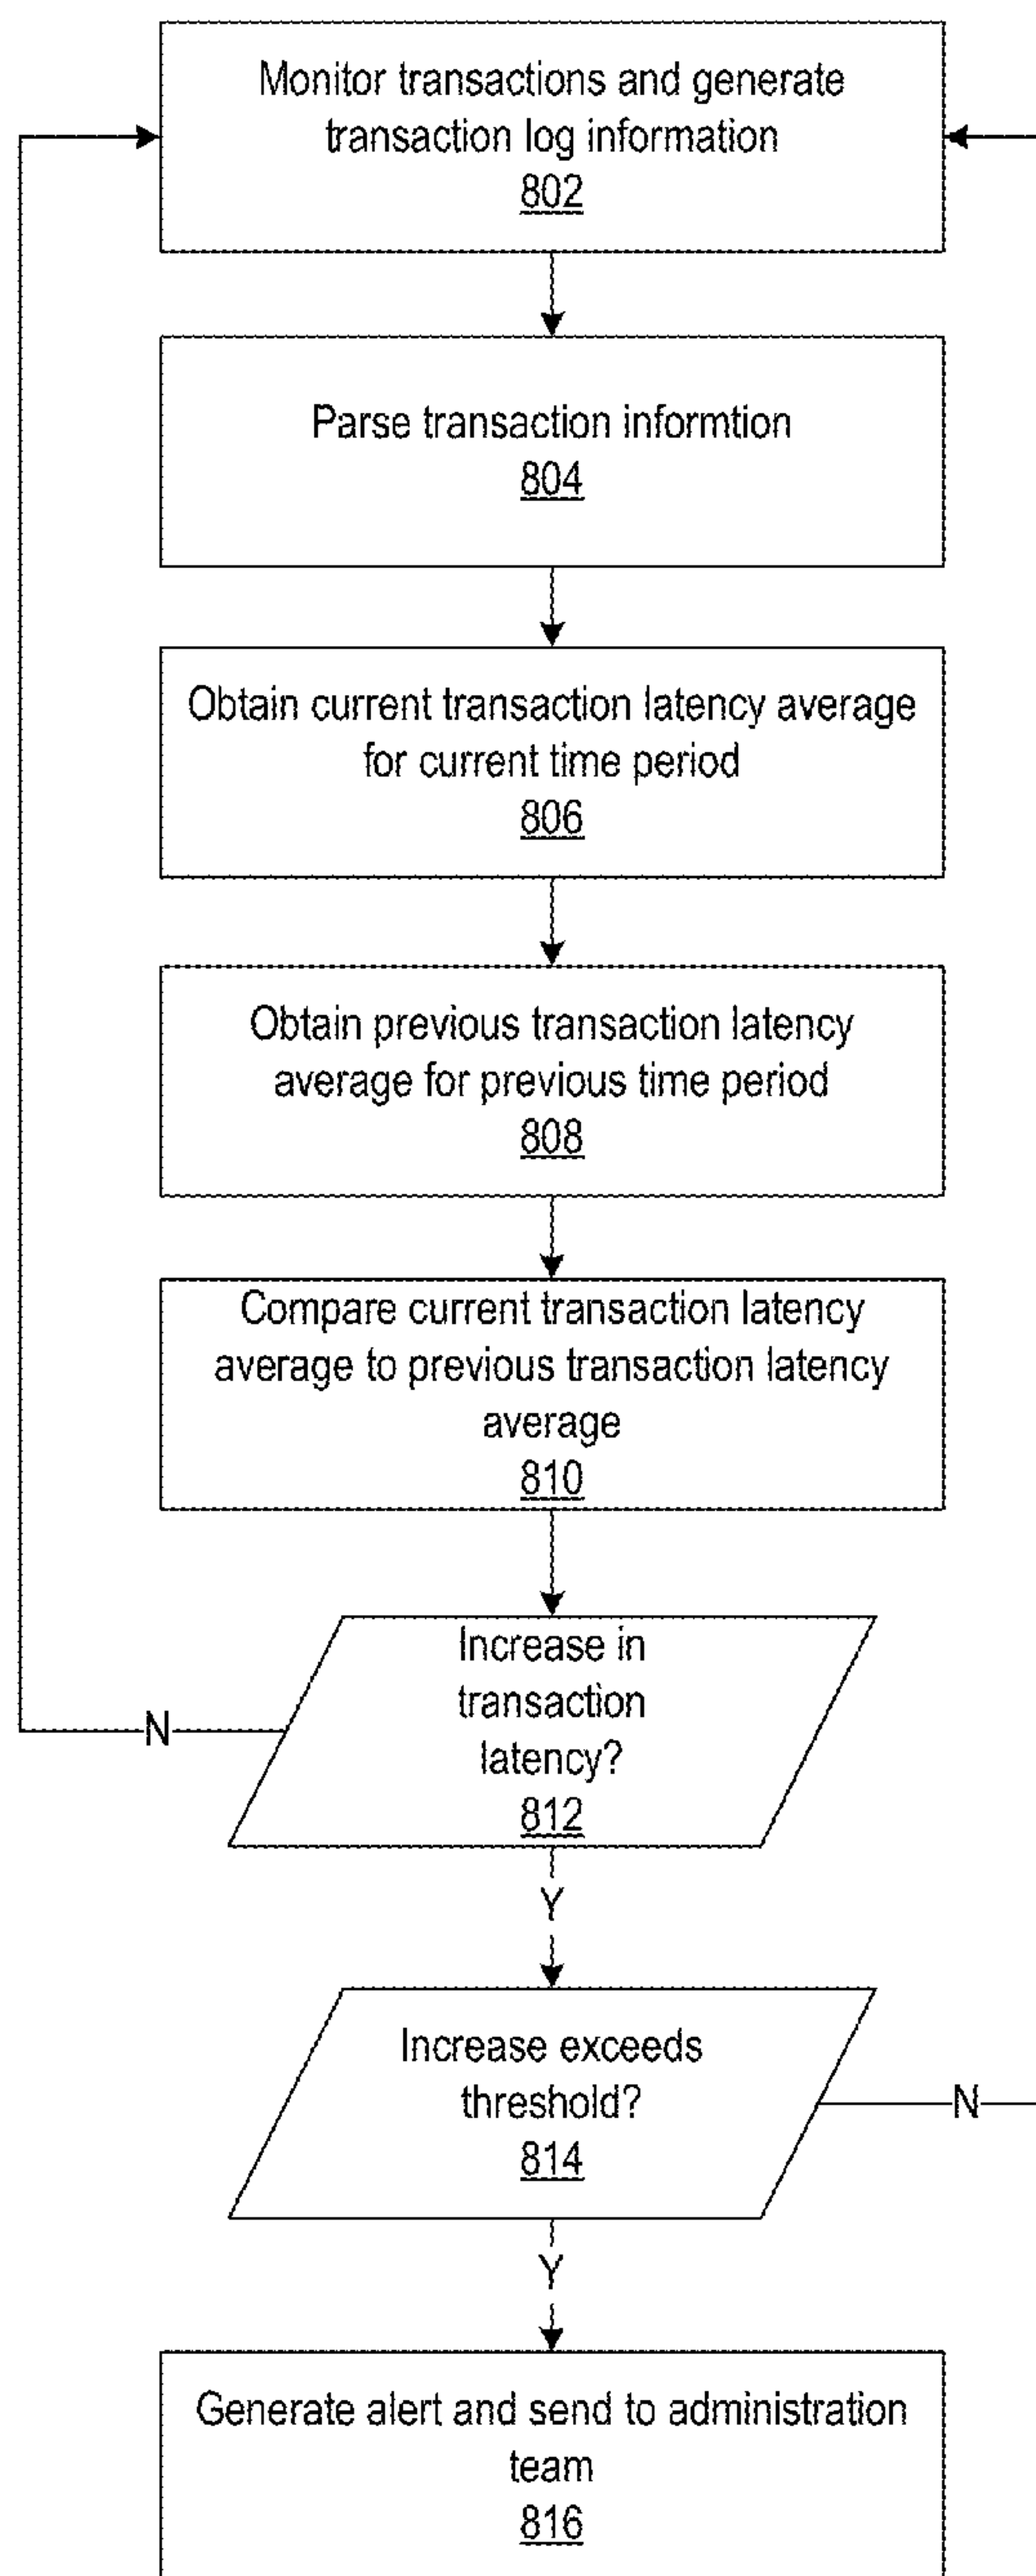 Monitor transactions and generate
transaction log information
802
Parse transaction informtion
804
Obtain current transaction latency average
for current time period
806
Obtain previous transaction latency
average for previous time period
808
Compare current transaction latency
average to previous transaction latency
average
810
Increase in
transaction
latency?
812
N
Y
Increase exceeds
threshold?
814
N
Y
Generate alert and send to administration
team
816